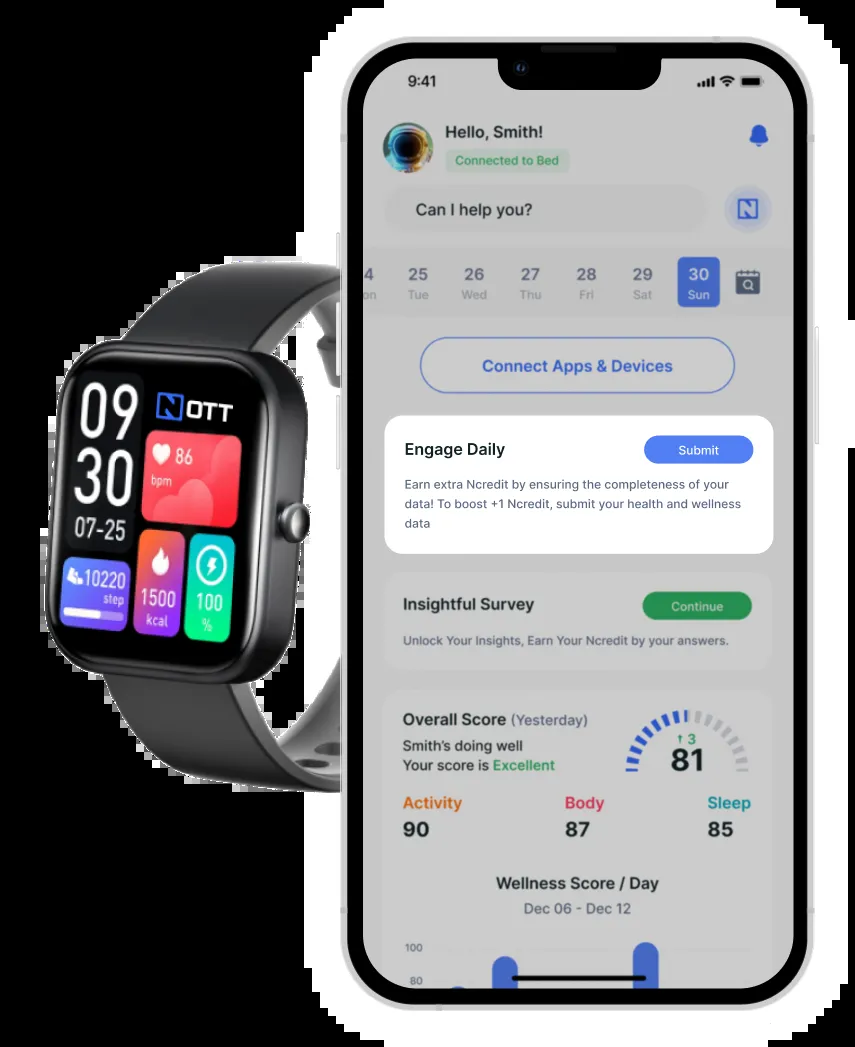 09
30
07-25
NOTT
86
bpm
10220
step
1500
kcal
100
%
9:41
Hello, Smith!
Connected to Bed
Can I help you?
N
4 25 26 27 28 29 30
on Tue Wed Thu Fri Sat Sun
Connect Apps & Devices
Engage Daily
Submit
Earn extra Ncredit by ensuring the completeness of your
data! To boost +1 Ncredit, submit your health and wellness
data
Insightful Survey
Continue
Unlock Your Insights, Earn Your Ncredit by your answers.
Overall Score (Yesterday)
Smith's doing well
Your score is Excellent
↑ 3
81
Activity Body Sleep
90 87 85
Wellness Score / Day
Dec 06 - Dec 12
100
80